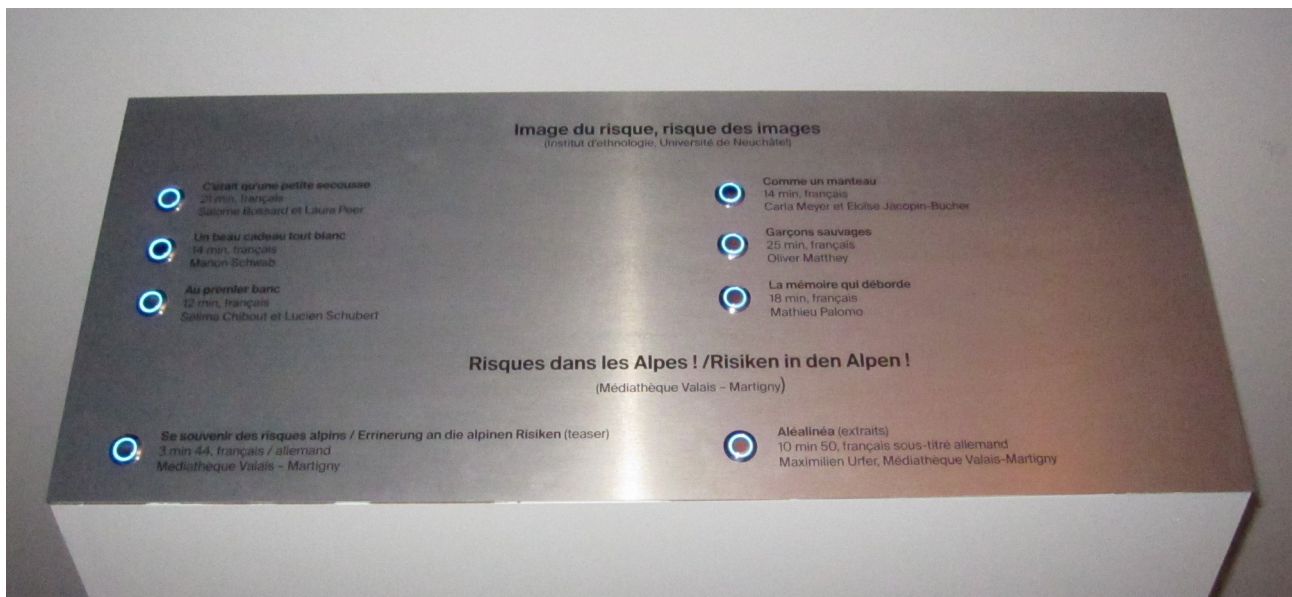 Image du risque, risque des images
(Institut d'ethnologie, Université de Neuchâtel)
C'était qu'une petite secousse
21 min, français
Salome Bossard et Laura Peer
Un beau cadeau tout blanc
14 min, français
Manon Schwab
Au premier banc
12 min, français
Selima Chibout et Lucien Schubert
Comme un manteau
14 min, français
Carla Meyer et Eloïse Jacopin-Bucher
Garçons sauvages
25 min, français
Oliver Matthey
La mémoire qui déborde
18 min, français
Mathieu Palomo
Risques dans les Alpes ! /Risiken in den Alpen !
(Médiathèque Valais – Martigny)
Se souvenir des risques alpins / Errinerung an die alpinen Risiken (teaser)
3 min 44, français / allemand
Médiathèque Valais – Martigny
Aléalinéa (extraits)
10 min 50, français sous-titré allemand
Maximilien Urfer, Médiathèque Valais-Martigny